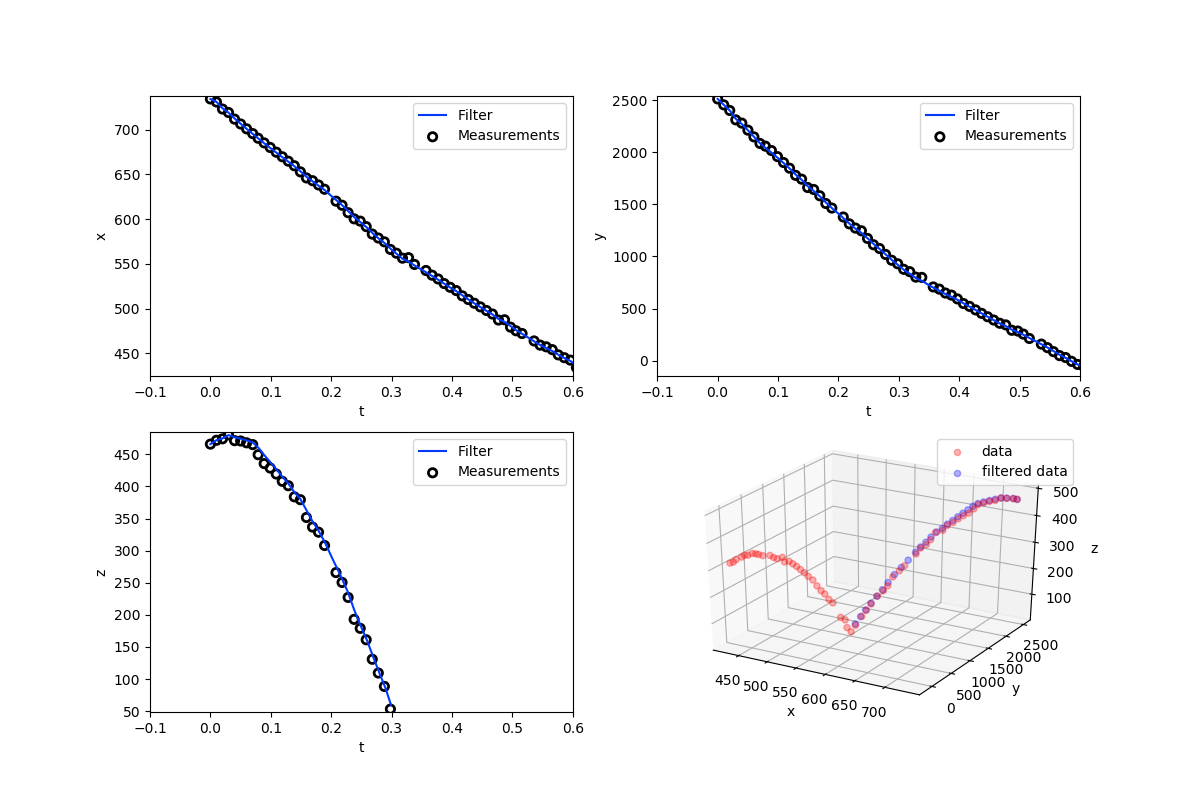 Filter
Measurements
700
650
600
550
500
450
x
−0.1 0.0 0.1 0.2 0.3 0.4 0.5 0.6
t
Filter
Measurements
2500
2000
1500
1000
500
0
y
−0.1 0.0 0.1 0.2 0.3 0.4 0.5 0.6
t
Filter
Measurements
450
400
350
300
250
200
150
100
50
z
−0.1 0.0 0.1 0.2 0.3 0.4 0.5 0.6
t
data
filtered data
500
400
300
200
100
z
450 500 550 600 650 700
x
0 500 1000 1500 2000 2500
y